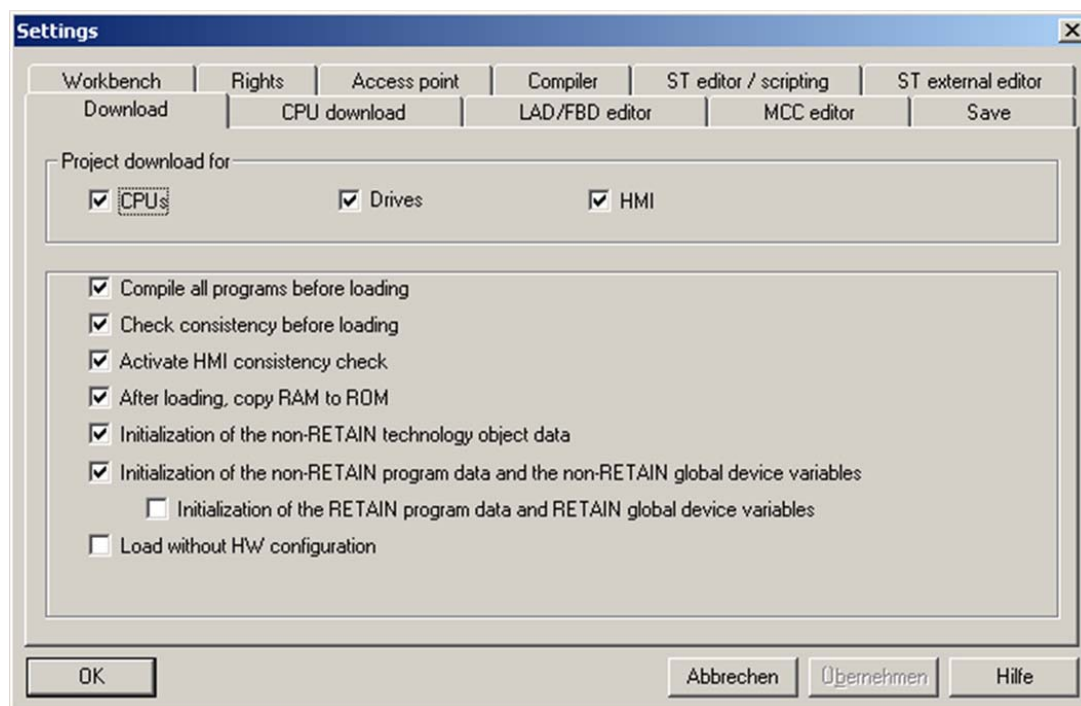 Settings
Workbench Rights Access point Compiler ST editor / scripting ST external editor
Download CPU download LAD/FBD editor MCC editor Save
Project download for
CPUs Drives HMI
Compile all programs before loading
Check consistency before loading
Activate HMI consistency check
After loading, copy RAM to ROM
Initialization of the non-RETAIN technology object data
Initialization of the non-RETAIN program data and the non-RETAIN global device variables
Initialization of the RETAIN program data and RETAIN global device variables
Load without HW configuration
OK Abbrechen Übernehmen Hilfe